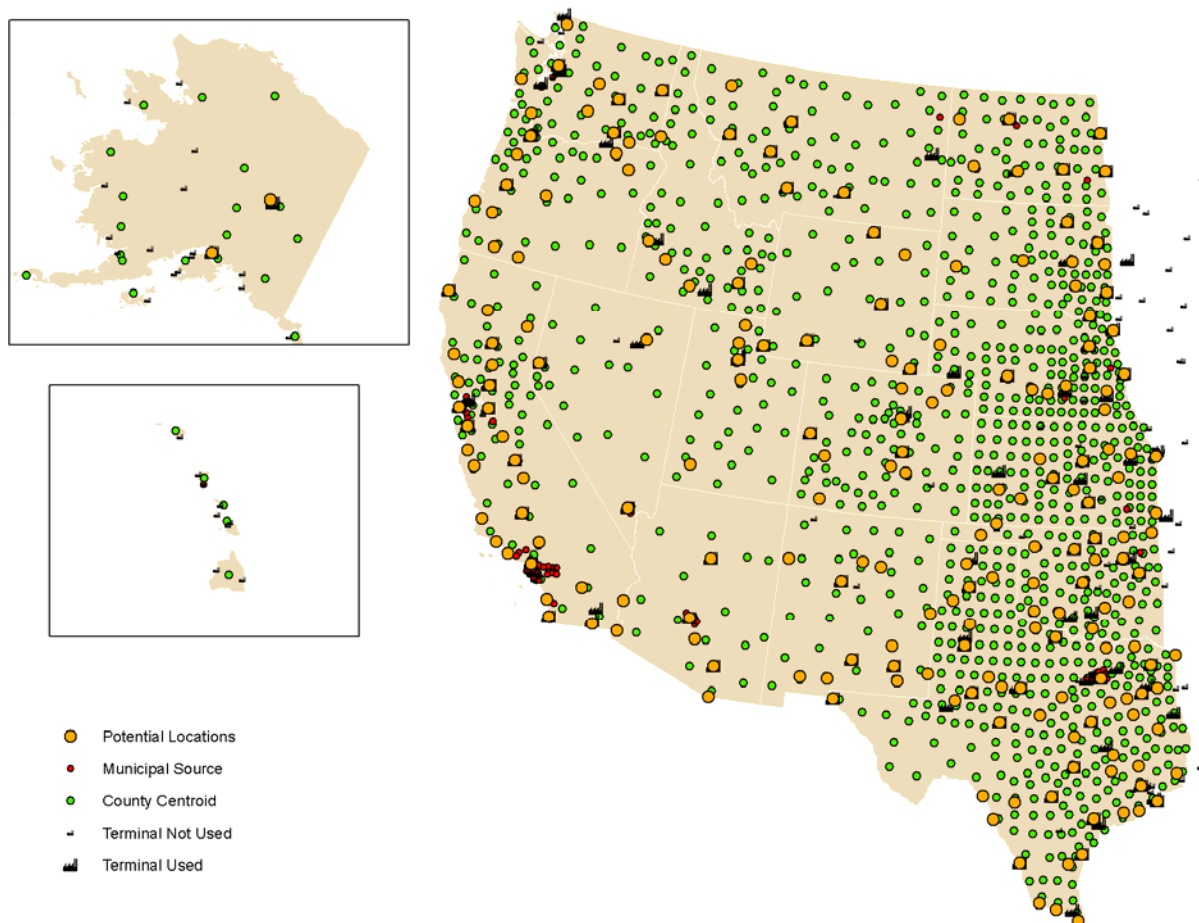 Potential Locations
Municipal Source
County Centroid
Terminal Not Used
Terminal Used